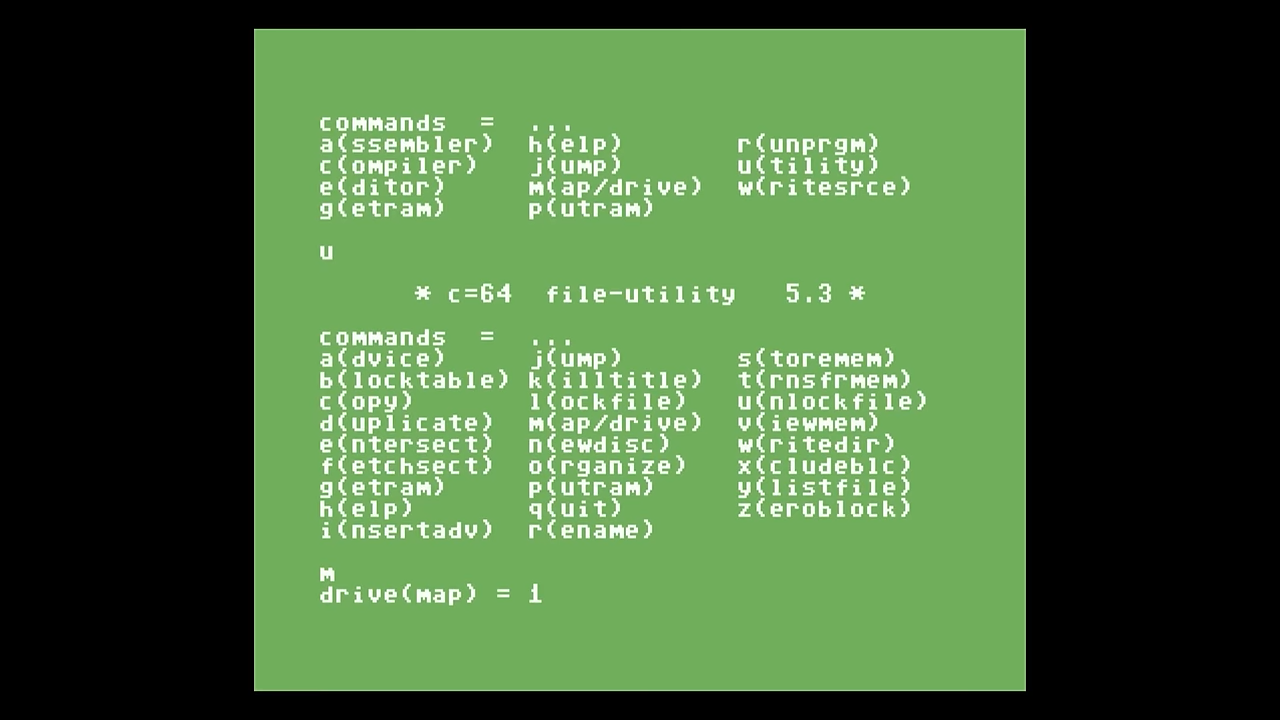 commands  =  ...
a(ssembler)  h(elp)       r(unprgm)
c(ompiler)   j(ump)       u(tility)
e(ditor)     m(ap/drive)  w(ritesrce)
g(etram)     p(utram)
u
* c=64  file-utility   5.3 *
commands  =  ...
a(dvice)     j(ump)       s(toremem)
b(locktable) k(illtitle)  t(rnsfrmem)
c(opy)       l(ockfile)   u(nlockfile)
d(uplicate)  m(ap/drive)  v(iewmem)
e(ntersect)  n(ewdisc)    w(ritedir)
f(etchsect)  o(rganize)   x(cludeblc)
g(etram)     p(utram)     y(listfile)
h(elp)       q(uit)       z(eroblock)
i(nsertadv)  r(ename)
m
drive(map) = 1